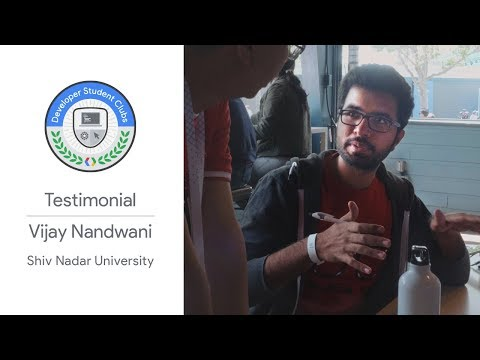 Developer Student Clubs
Testimonial
Vijay Nandwani
Shiv Nadar University